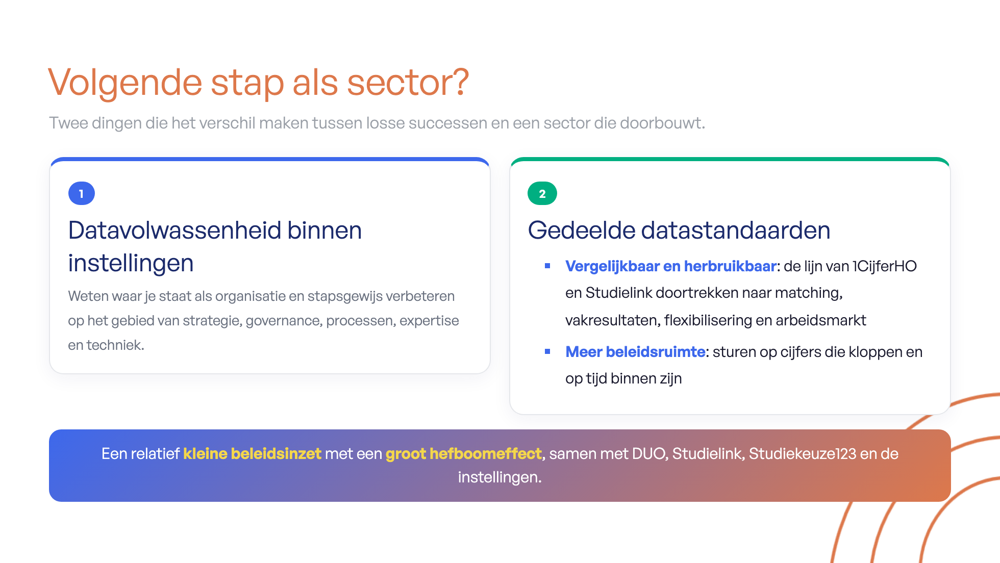 Volgende stap als sector?
Twee dingen die het verschil maken tussen losse successen en een sector die doorbouwt.
1
Datavolwassenheid binnen
instellingen
Weten waar je staat als organisatie en stapsgewijs verbeteren
op het gebied van strategie, governance, processen, expertise
en techniek.
2
Gedeelde datastandaarden
▪ Vergelijkbaar en herbruikbaar: de lijn van 1CijferHO
en Studielink doortrekken naar matching,
vakresultaten, flexibilisering en arbeidsmarkt
▪ Meer beleidsruimte: sturen op cijfers die kloppen en
op tijd binnen zijn
Een relatief kleine beleidsinzet met een groot hefboomeffect, samen met DUO, Studielink, Studiekeuze123 en de
instellingen.